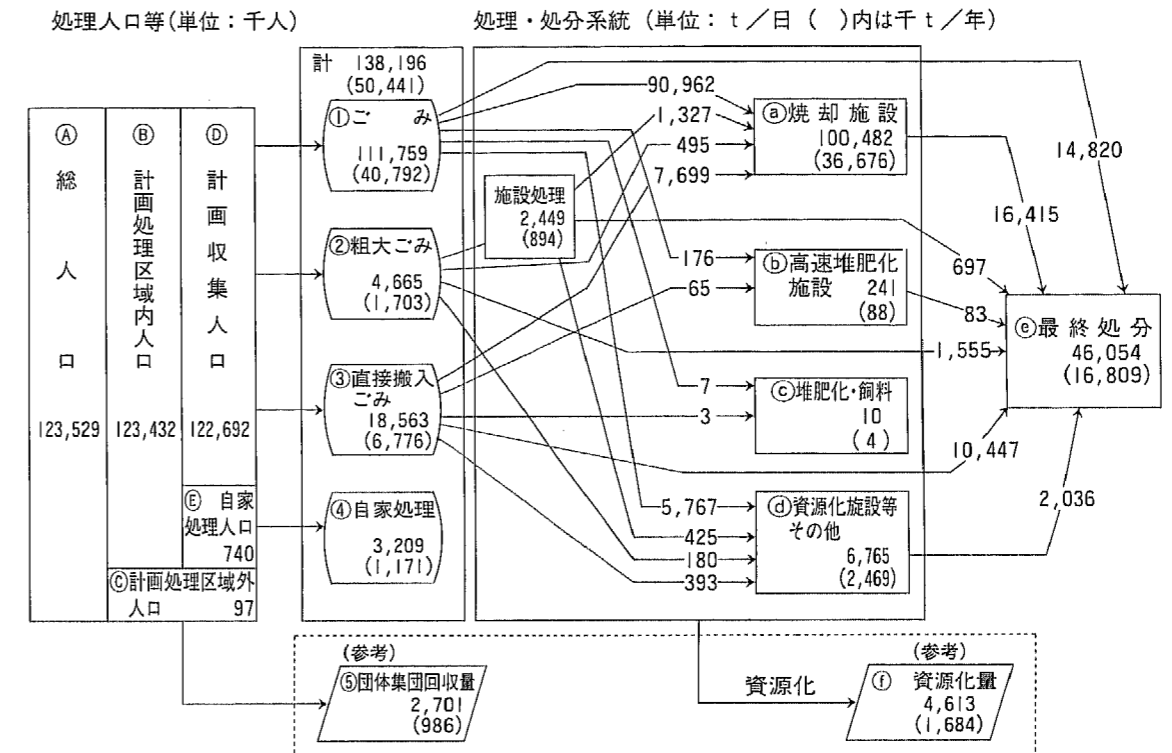 処理人口等(単位：千人)
処理・処分系統 (単位：t／日 (　)内は千t／年)
Ⓐ総人口
123,529
Ⓑ計画処理区域内人口
123,432
Ⓓ計画収集人口
122,692
Ⓔ 自家
処理人口
740
Ⓒ計画処理区域外
人口 97
計 138,196
(50,441)
①ごみ
111,759
(40,792)
②粗大ごみ
4,665
(1,703)
③直接搬入
ごみ
18,563
(6,776)
④自家処理
3,209
(1,171)
施設処理
2,449
(894)
90,962
1,327
495
7,699
176
65
7
3
5,767
425
180
393
ⓐ焼却施設
100,482
(36,676)
ⓑ高速堆肥化
施設 241
(88)
ⓒ堆肥化・飼料
10
(4)
ⓓ資源化施設等
その他
6,765
(2,469)
14,820
16,415
697
83
1,555
10,447
2,036
ⓔ最終処分
46,054
(16,809)
(参考)
⑤団体集団回収量
2,701
(986)
資源化
(参考)
ⓕ 資源化量
4,613
(1,684)